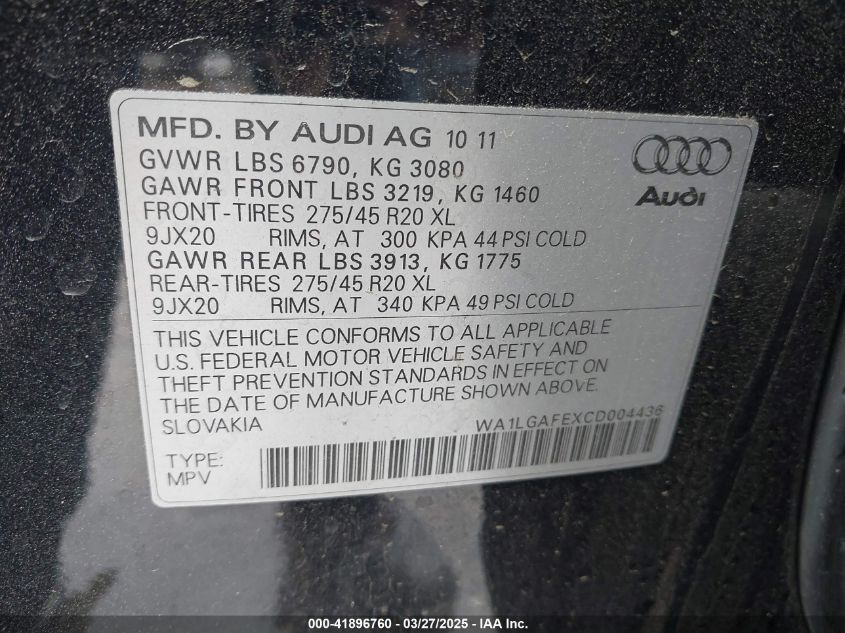 MFD. BY AUDI AG 10 11
GVWR LBS 6790, KG 3080
GAWR FRONT LBS 3219, KG 1460
FRONT-TIRES 275/45 R20 XL
9JX20 RIMS, AT 300 KPA 44 PSI COLD
GAWR REAR LBS 3913, KG 1775
REAR-TIRES 275/45 R20 XL
9JX20 RIMS, AT 340 KPA 49 PSI COLD
Audi
THIS VEHICLE CONFORMS TO ALL APPLICABLE
U.S. FEDERAL MOTOR VEHICLE SAFETY AND
THEFT PREVENTION STANDARDS IN EFFECT ON
THE DATE OF MANUFACTURE SHOWN ABOVE.
SLOVAKIA WA1LGAFEXCD004436
TYPE:
MPV
000-41896760 — 03/27/2025 — IAA INC.